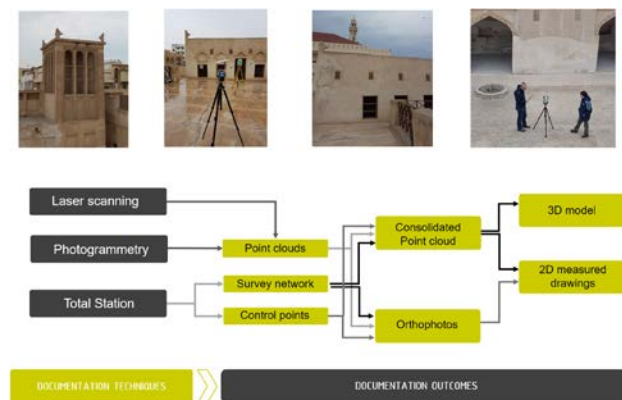 Laser scanning
Photogrammetry
Total Station
Point clouds
Survey network
Control points
Consolidated
Point cloud
Orthophotos
3D model
2D measured
drawings
DOCUMENTATION TECHNIQUES
DOCUMENTATION OUTCOMES